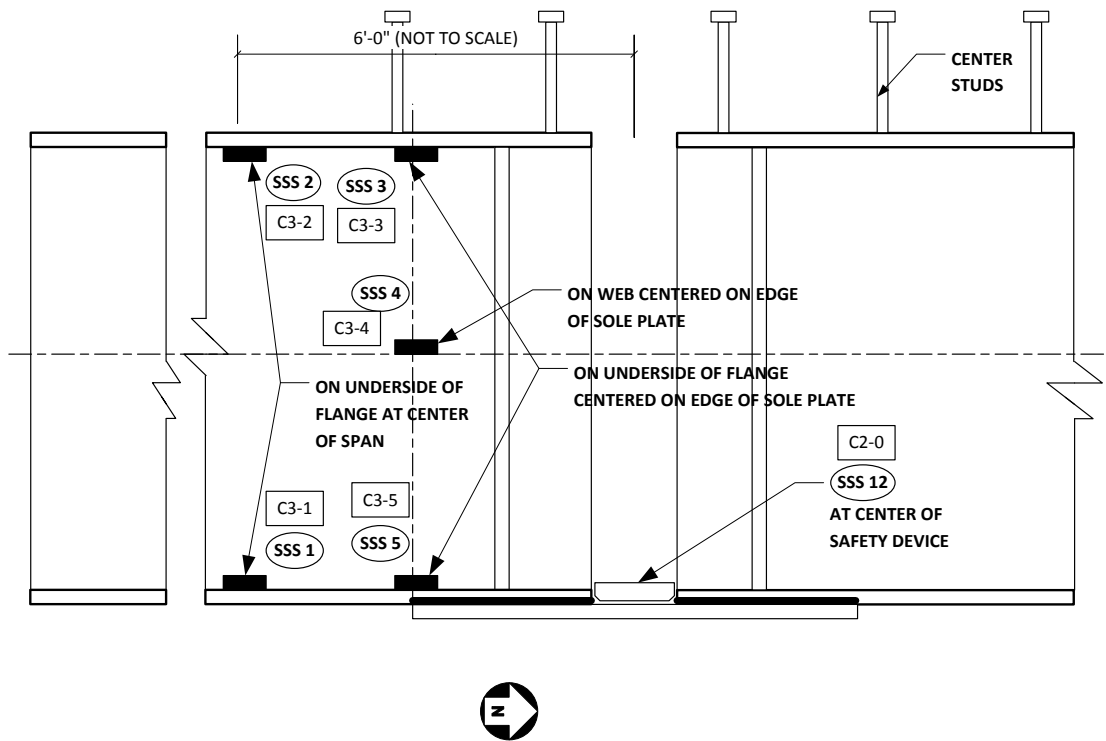 6'-0" (NOT TO SCALE)
CENTER
STUDS
SSS 2
SSS 3
C3-2
C3-3
SSS 4
C3-4
ON WEB CENTERED ON EDGE
OF SOLE PLATE
ON UNDERSIDE OF
FLANGE AT CENTER
OF SPAN
ON UNDERSIDE OF FLANGE
CENTERED ON EDGE OF SOLE PLATE
C2-0
SSS 12
AT CENTER OF
SAFETY DEVICE
C3-1
C3-5
SSS 1
SSS 5
N